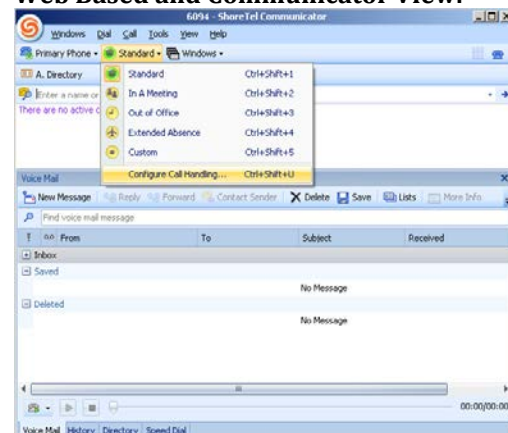 Web Based and Communicator View:
6094 - ShoreTel Communicator
Windows Dial Call Tools View Help
Primary Phone Standard Windows
A. Directory
Enter a name or
There are no active c
Standard Ctrl+Shift+1
In A Meeting Ctrl+Shift+2
Out of Office Ctrl+Shift+3
Extended Absence Ctrl+Shift+4
Custom Ctrl+Shift+5
Configure Call Handling... Ctrl+Shift+U
Voice Mail
New Message Reply Forward Contact Sender Delete Save Lists More Info
Find voice mail message
From To Subject Received
Inbox
Saved
No Message
Deleted
No Message
00:00/00:00
Voice Mail History Directory Speed Dial